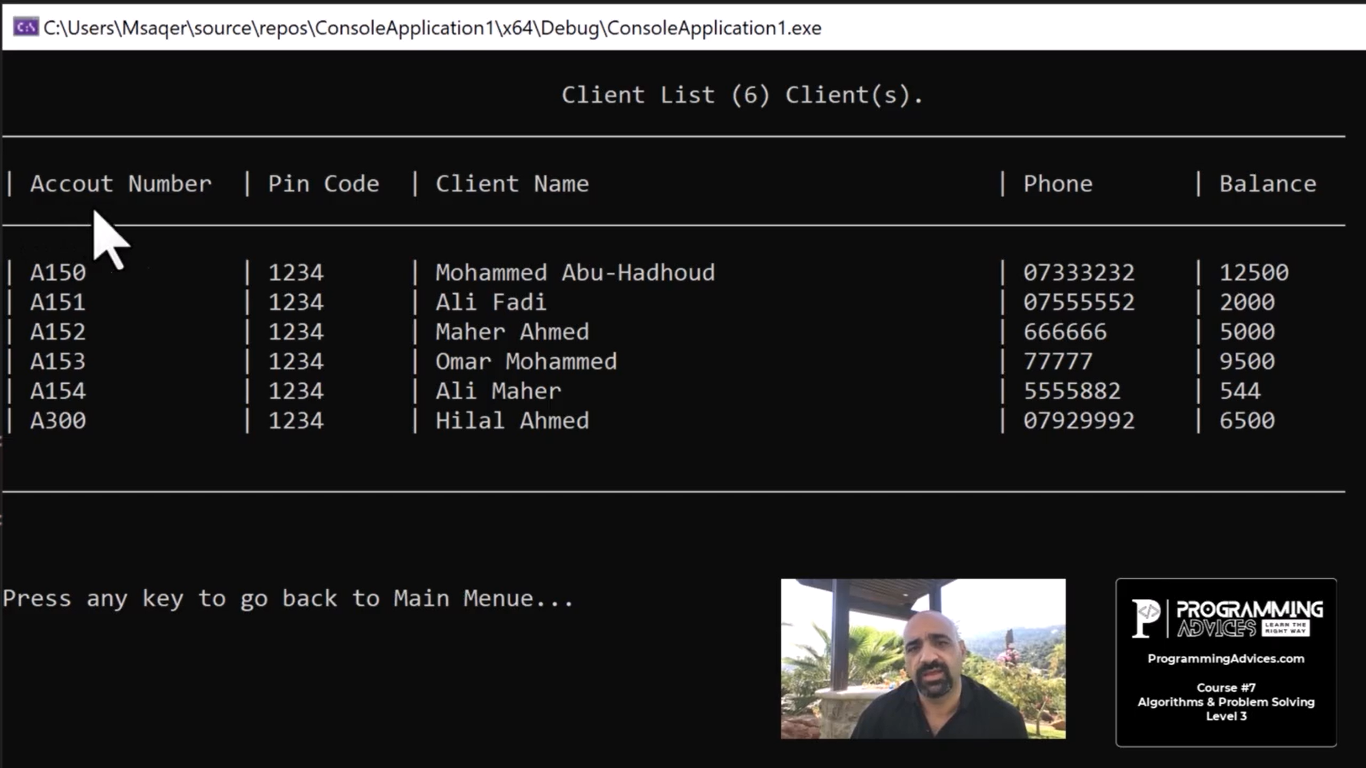 C:\Users\Msaqer\source\repos\ConsoleApplication1\x64\Debug\ConsoleApplication1.exe
Client List (6) Client(s).
| Accout Number | Pin Code | Client Name | Phone | Balance
| A150 | 1234 | Mohammed Abu-Hadhoud | 07333232 | 12500
| A151 | 1234 | Ali Fadi | 07555552 | 2000
| A152 | 1234 | Maher Ahmed | 666666 | 5000
| A153 | 1234 | Omar Mohammed | 77777 | 9500
| A154 | 1234 | Ali Maher | 5555882 | 544
| A300 | 1234 | Hilal Ahmed | 07929992 | 6500
Press any key to go back to Main Menue...
PROGRAMMING
ADVICES LEARN THE
RIGHT WAY
ProgrammingAdvices.com
Course #7
Algorithms & Problem Solving
Level 3